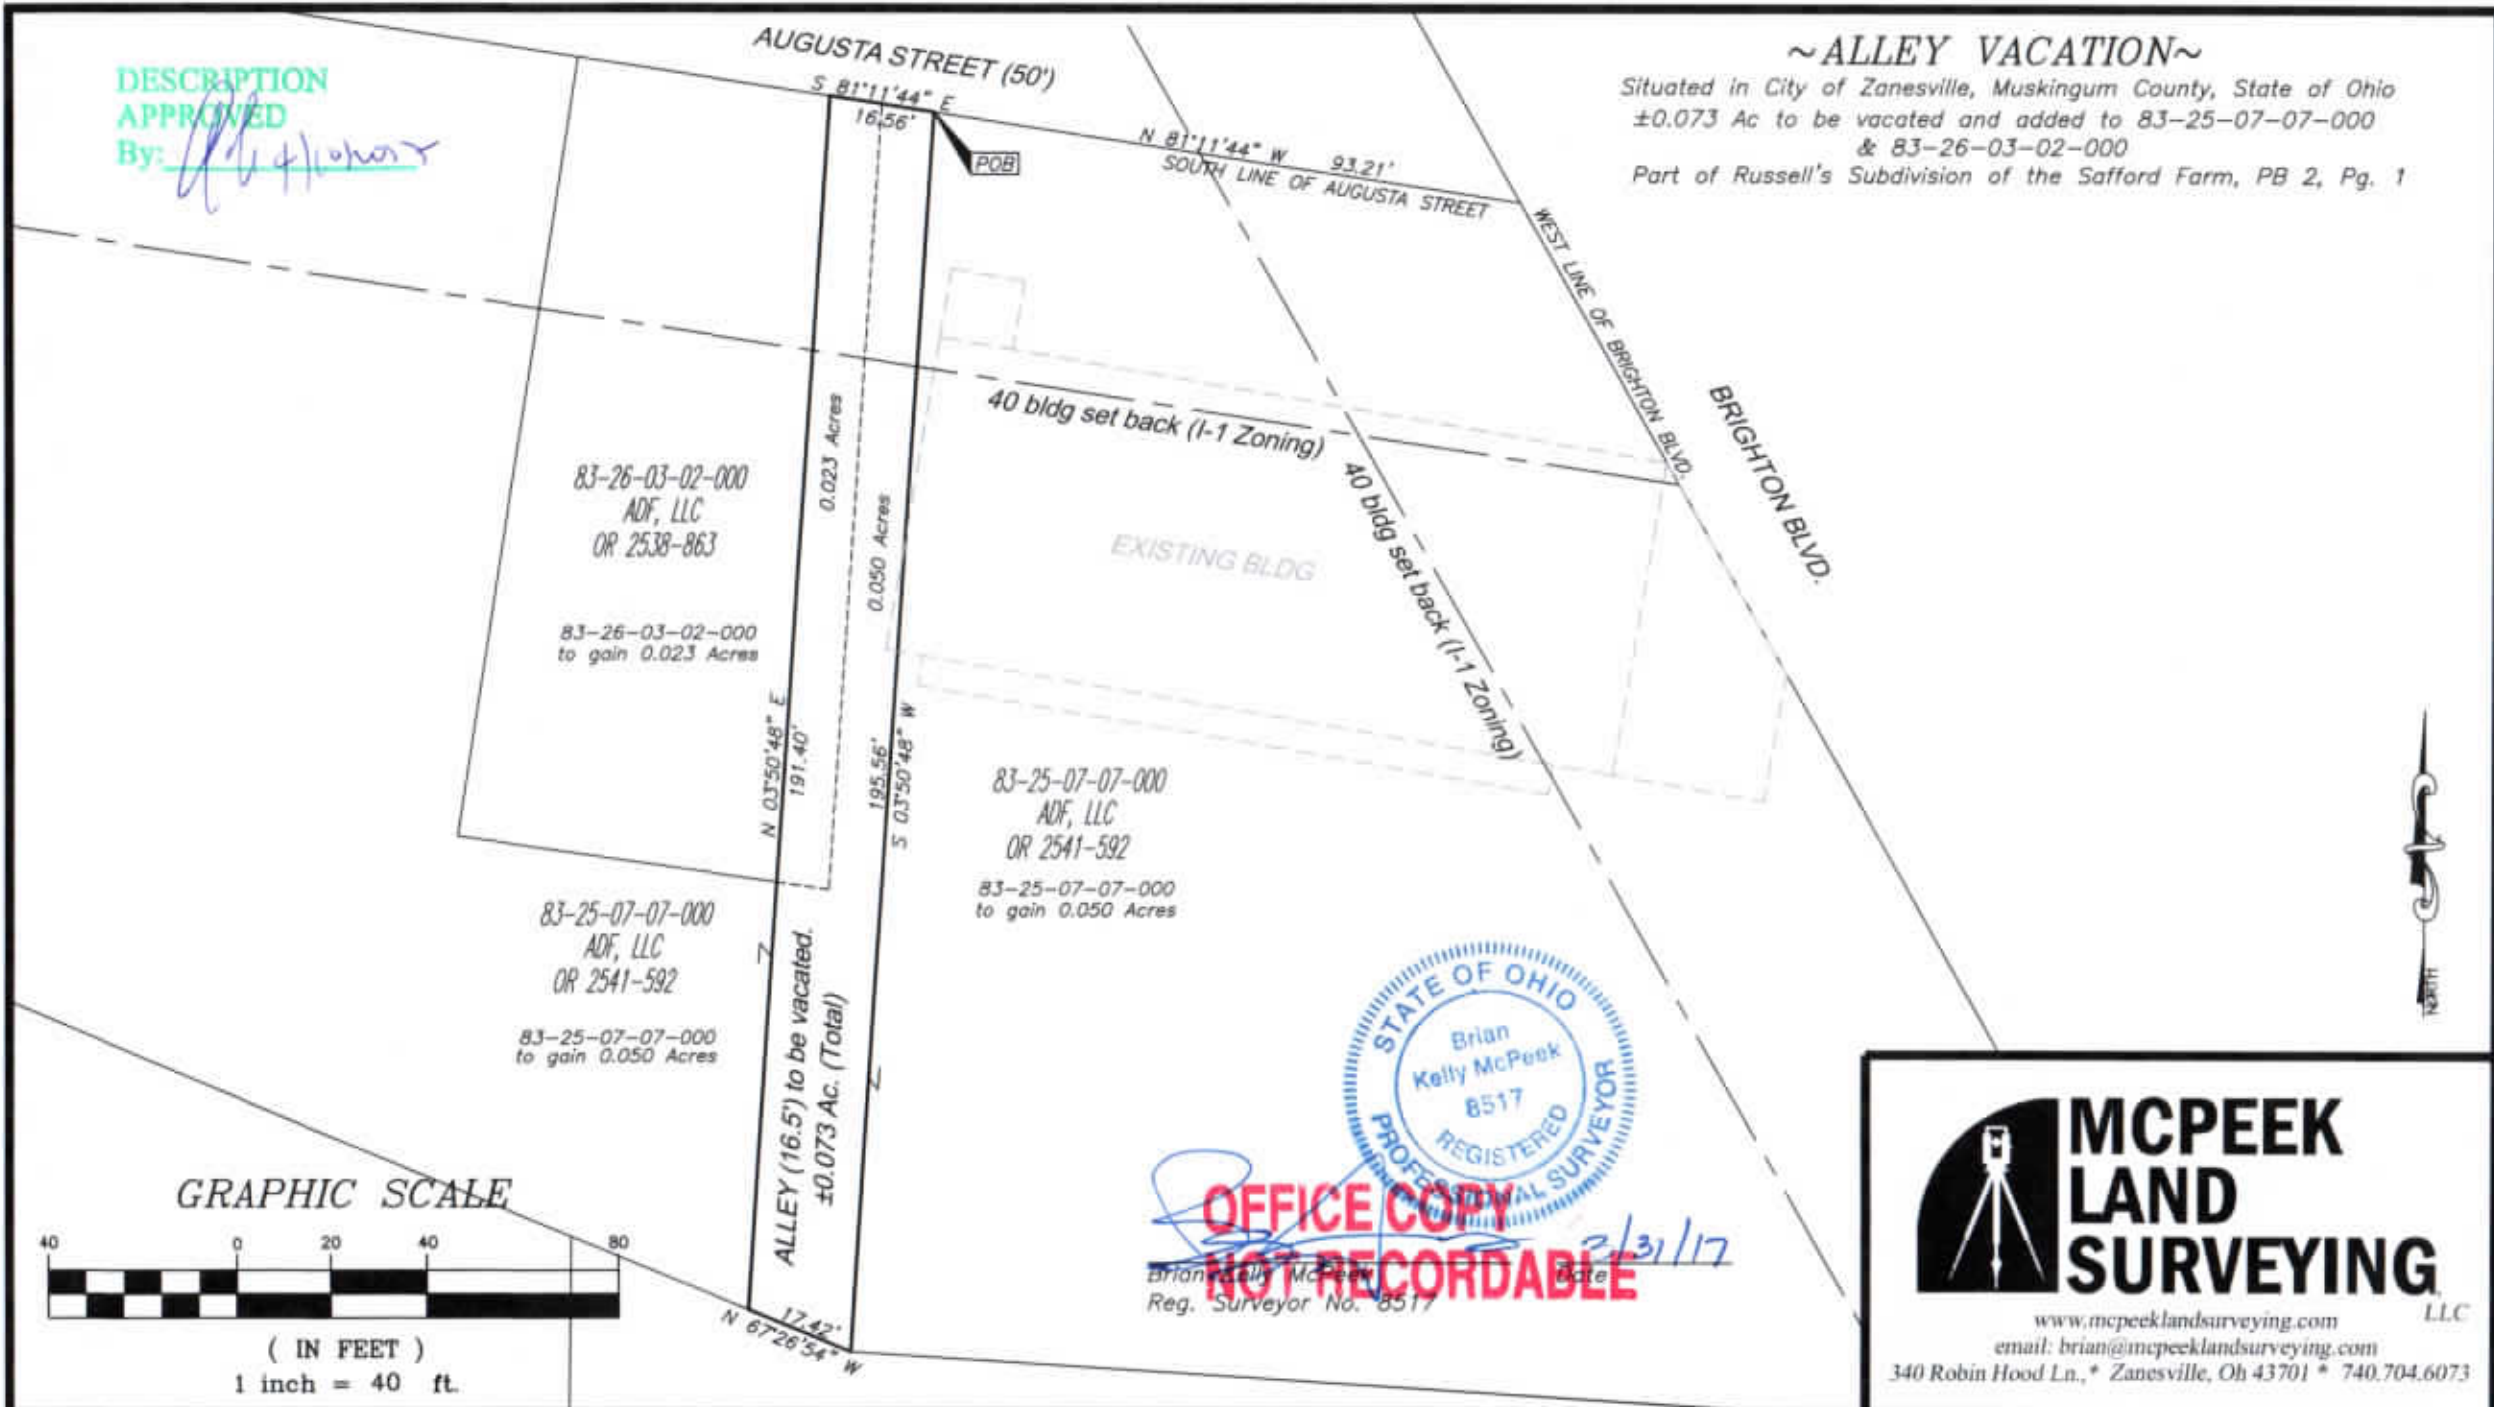 DESCRIPTION
APPROVED
By:
AUGUSTA STREET (50')
S 81°11'44" E
16.56'
POB
N 81°11'44" W 93.21'
SOUTH LINE OF AUGUSTA STREET
~ALLEY VACATION~
Situated in City of Zanesville, Muskingum County, State of Ohio
±0.073 Ac to be vacated and added to 83-25-07-07-000
& 83-26-03-02-000
Part of Russell's Subdivision of the Safford Farm, PB 2, Pg. 1
WEST LINE OF BRIGHTON BLVD.
BRIGHTON BLVD.
40 bldg set back (I-1 Zoning)
40 bldg set back (I-1 Zoning)
EXISTING BLDG
0.023 Acres
0.050 Acres
83-26-03-02-000
ADF, LLC
OR 2538-863
83-26-03-02-000
to gain 0.023 Acres
N 03°50'48" E
191.40'
195.56'
S 03°50'48" W
83-25-07-07-000
ADF, LLC
OR 2541-592
83-25-07-07-000
to gain 0.050 Acres
83-25-07-07-000
ADF, LLC
OR 2541-592
83-25-07-07-000
to gain 0.050 Acres
ALLEY (16.5') to be vacated.
±0.073 Ac. (Total)
17.42'
N 67°26'54" W
GRAPHIC SCALE
40 0 20 40 80
( IN FEET )
1 inch = 40 ft.
STATE OF OHIO
Brian
Kelly McPeek
8517
REGISTERED
PROFESSIONAL SURVEYOR
OFFICE COPY
NOT RECORDABLE
3/31/17
Brian Kelly McPeek Date
Reg. Surveyor No. 8517
NORTH
MCPEEK
LAND
SURVEYING
LLC
www.mcpeeklandsurveying.com
email: brian@mcpeeklandsurveying.com
340 Robin Hood Ln.,* Zanesville, Oh 43701 * 740.704.6073